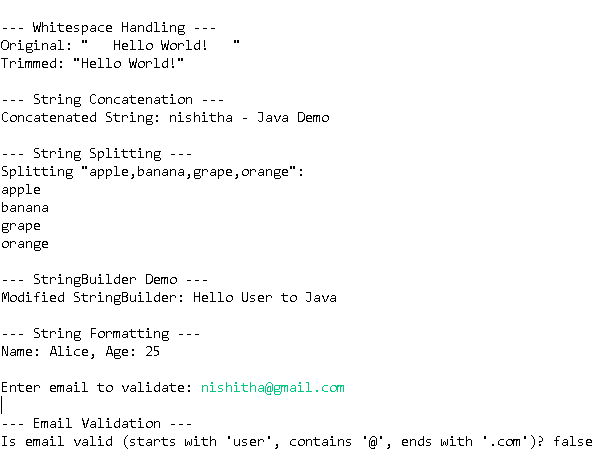 --- Whitespace Handling ---
Original: "   Hello World!   "
Trimmed: "Hello World!"
--- String Concatenation ---
Concatenated String: nishitha - Java Demo
--- String Splitting ---
Splitting "apple,banana,grape,orange":
apple
banana
grape
orange
--- StringBuilder Demo ---
Modified StringBuilder: Hello User to Java
--- String Formatting ---
Name: Alice, Age: 25
Enter email to validate: nishitha@gmail.com
--- Email Validation ---
Is email valid (starts with 'user', contains '@', ends with '.com')? false